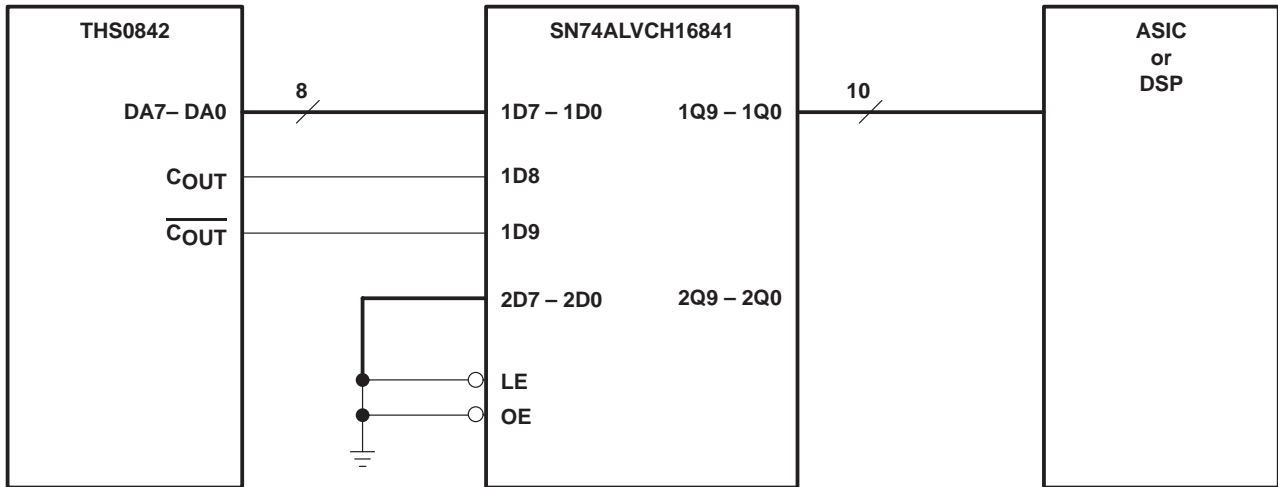 THS0842
SN74ALVCH16841
ASIC
or
DSP
8
10
DA7– DA0
1D7 – 1D0
1Q9 – 1Q0
COUT
1D8
C̅O̅U̅T̅
1D9
2D7 – 2D0
2Q9 – 2Q0
LE
OE